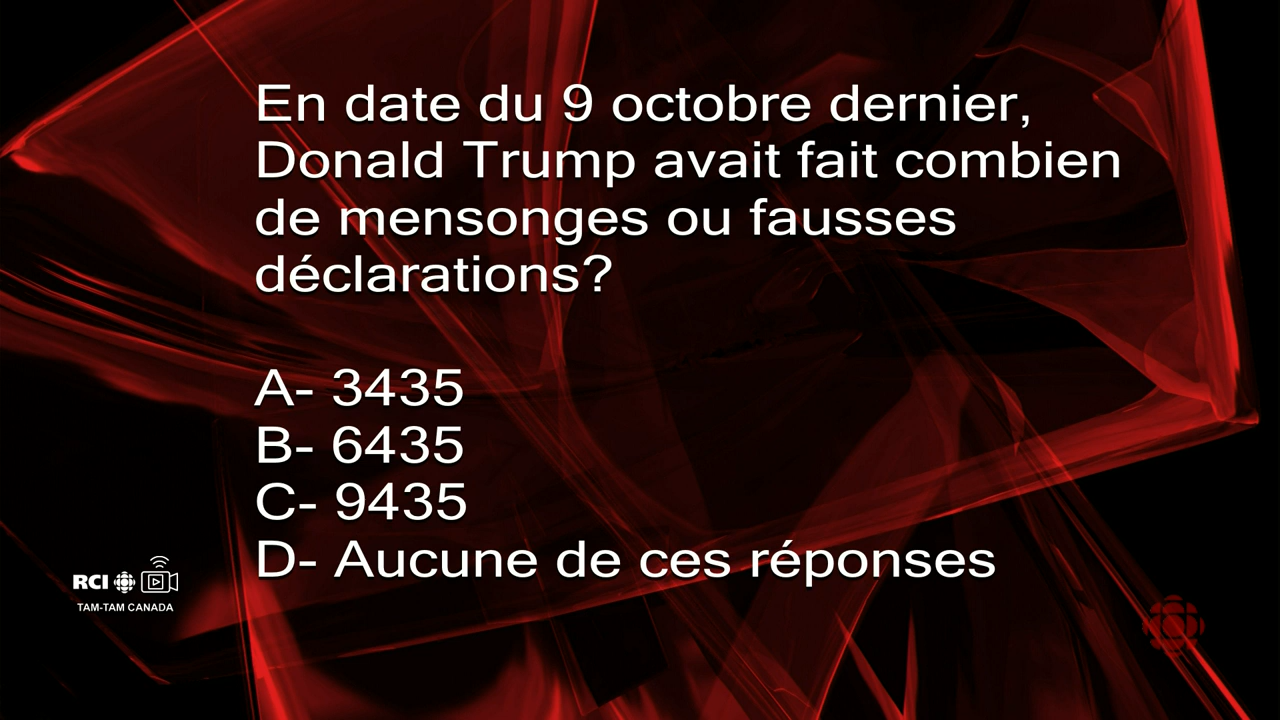 En date du 9 octobre dernier,
Donald Trump avait fait combien
de mensonges ou fausses
déclarations?
A- 3435
B- 6435
C- 9435
D- Aucune de ces réponses
RCI
TAM-TAM CANADA